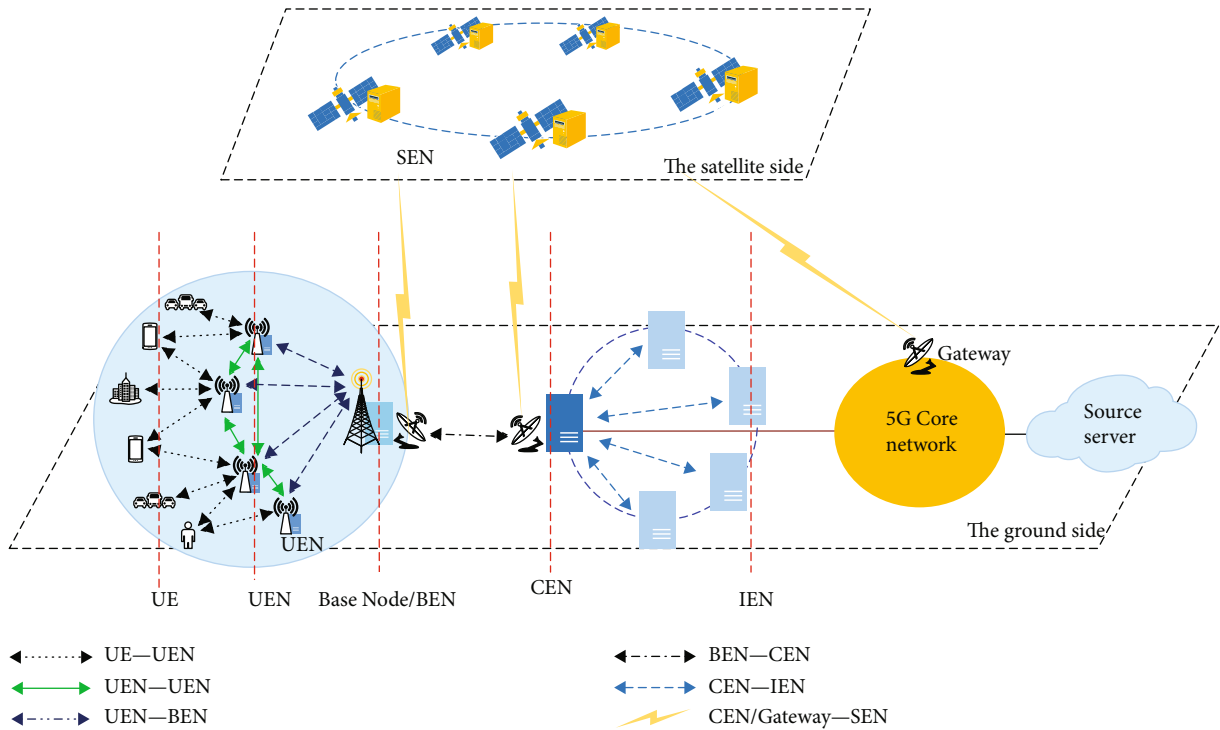 SEN
The satellite side
Gateway
5G Core
network
Source
server
UEN
The ground side
UE
UEN
Base Node/BEN
CEN
IEN
UE—UEN
UEN—UEN
UEN—BEN
BEN—CEN
CEN—IEN
CEN/Gateway—SEN